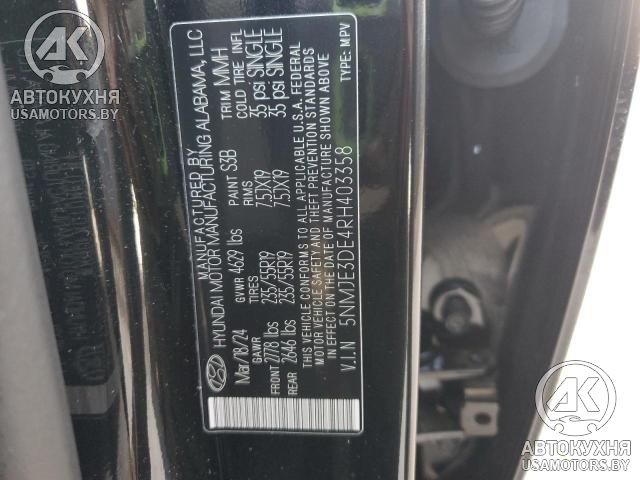 MANUFACTURED BY
HYUNDAI MOTOR MANUFACTURING ALABAMA, LLC
Mar/18/24 GVWR 4629 lbs PAINT S3B TRIM MMH
GAWR TIRES RIMS COLD TIRE INFL
FRONT 2778 lbs 235/55R19 7.5JX19 35 psi SINGLE
REAR 2646 lbs 235/55R19 7.5JX19 35 psi SINGLE
THIS VEHICLE CONFORMS TO ALL APPLICABLE U.S.A. FEDERAL
MOTOR VEHICLE SAFETY AND THEFT PREVENTION STANDARDS
IN EFFECT ON THE DATE OF MANUFACTURE SHOWN ABOVE
V.I.N 5NMJE3DE4RH403358 TYPE: MPV
АК
АВТОКУХНЯ
USAMOTORS.BY
АК
АВТОКУХНЯ
USAMOTORS.BY